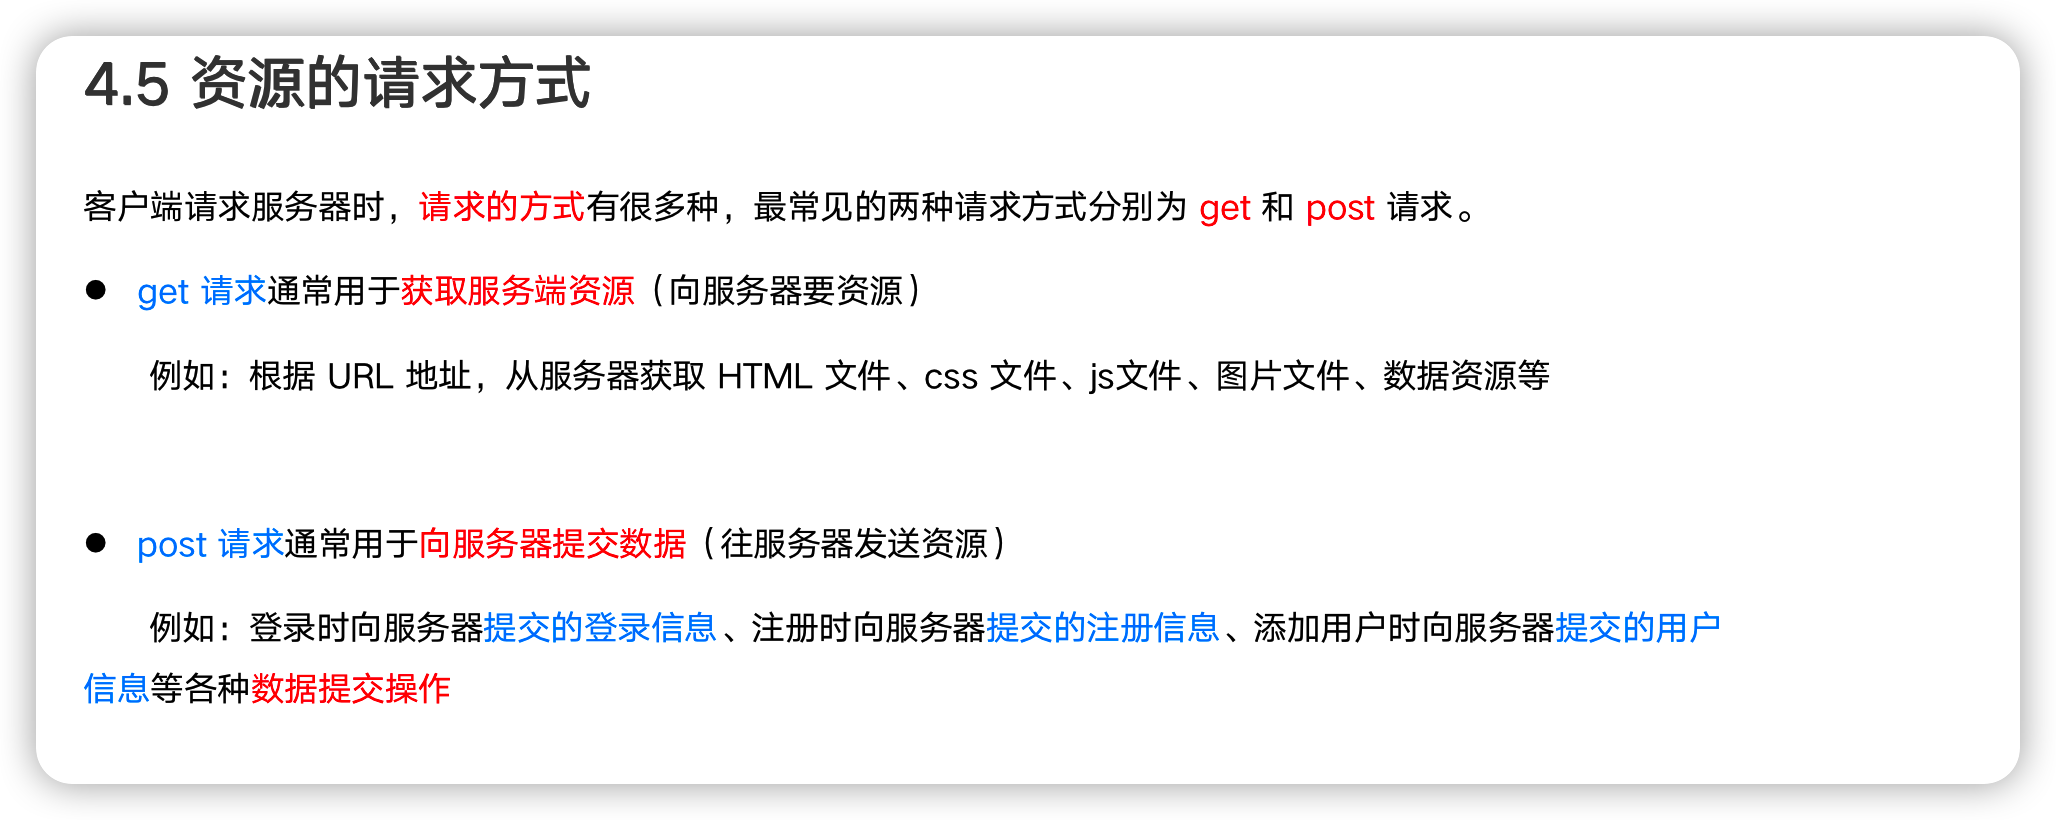 4.5 资源的请求方式
客户端请求服务器时，请求的方式有很多种，最常见的两种请求方式分别为 get 和 post 请求。
● get 请求通常用于获取服务端资源（向服务器要资源）
例如：根据 URL 地址，从服务器获取 HTML 文件、css 文件、js文件、图片文件、数据资源等
● post 请求通常用于向服务器提交数据（往服务器发送资源）
例如：登录时向服务器提交的登录信息、注册时向服务器提交的注册信息、添加用户时向服务器提交的用户
信息等各种数据提交操作